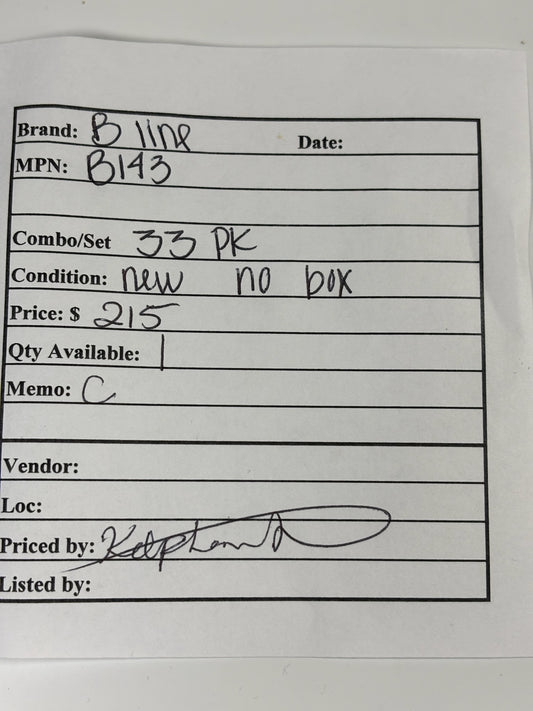 Brand: B line Date:
MPN: B143
Combo/Set 33 PK
Condition: new no box
Price: $ 215
Qty Available: 1
Memo: C
Vendor:
Loc:
Priced by:
Listed by: